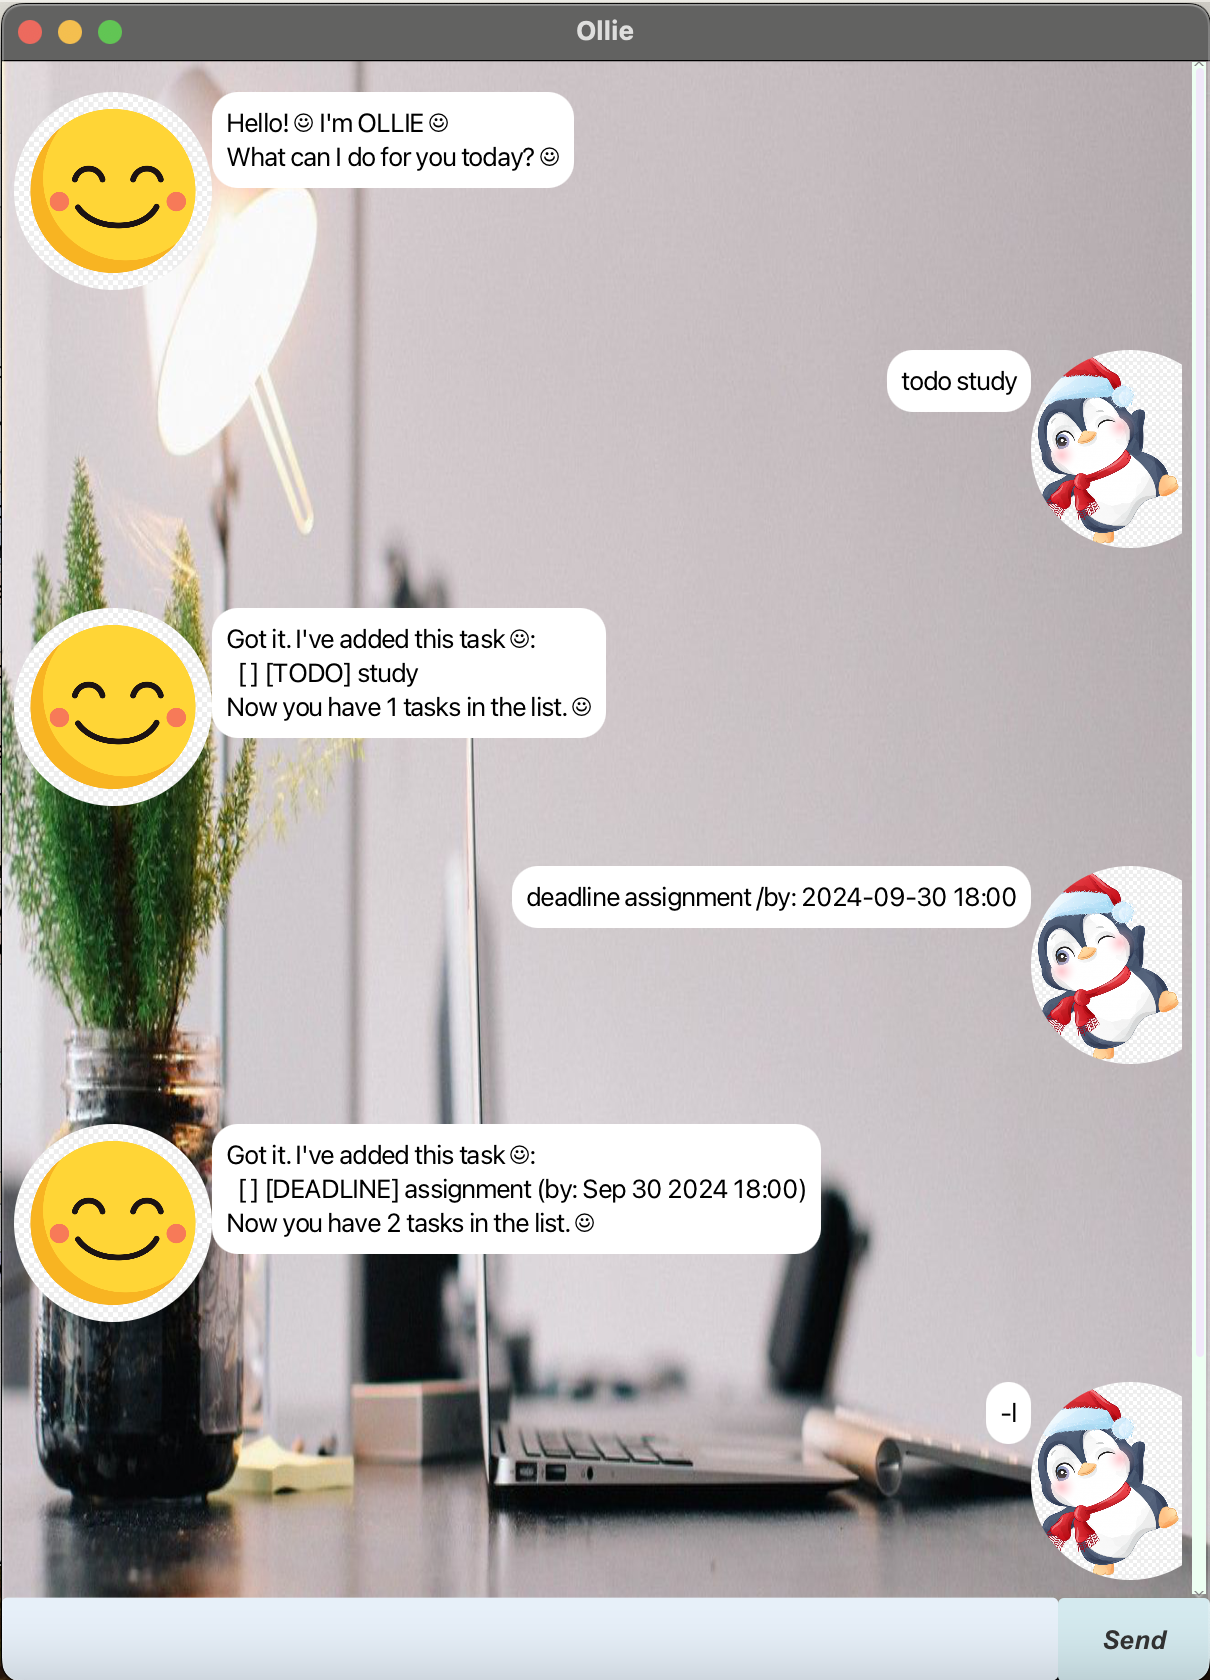 Ollie
Hello! ☺ I'm OLLIE ☺
What can I do for you today? ☺
todo study
Got it. I've added this task ☺:
[ ] [TODO] study
Now you have 1 tasks in the list. ☺
deadline assignment /by: 2024-09-30 18:00
Got it. I've added this task ☺:
[ ] [DEADLINE] assignment (by: Sep 30 2024 18:00)
Now you have 2 tasks in the list. ☺
-l
Send